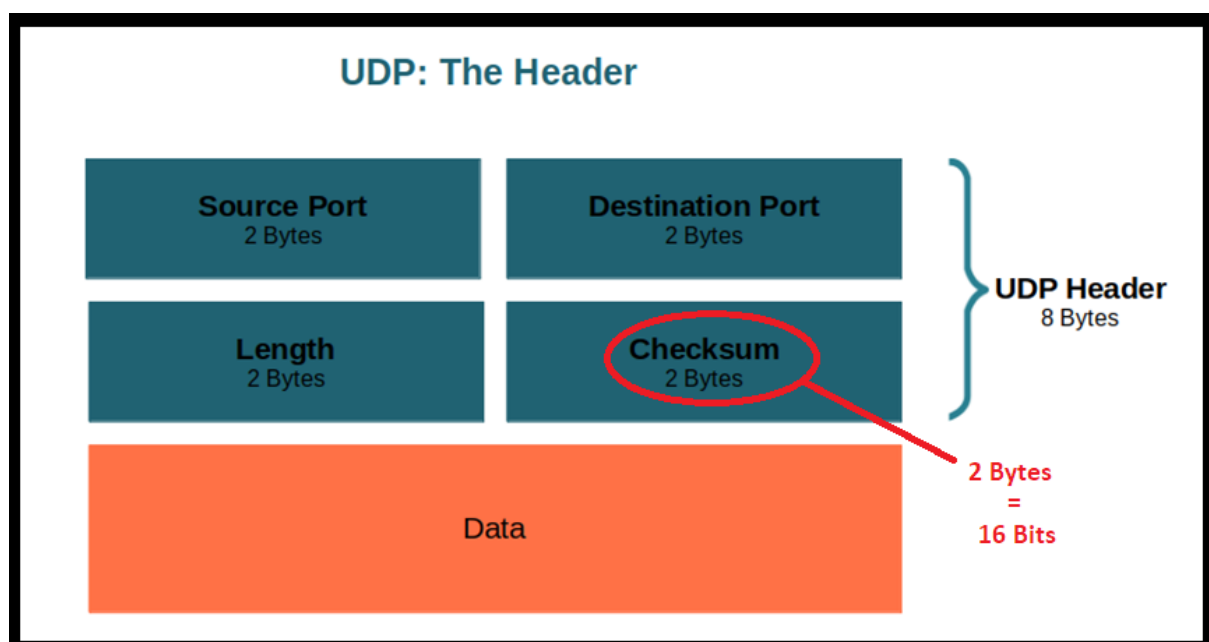 UDP: The Header
Source Port
2 Bytes
Destination Port
2 Bytes
UDP Header
8 Bytes
Length
2 Bytes
Checksum
2 Bytes
2 Bytes
=
16 Bits
Data